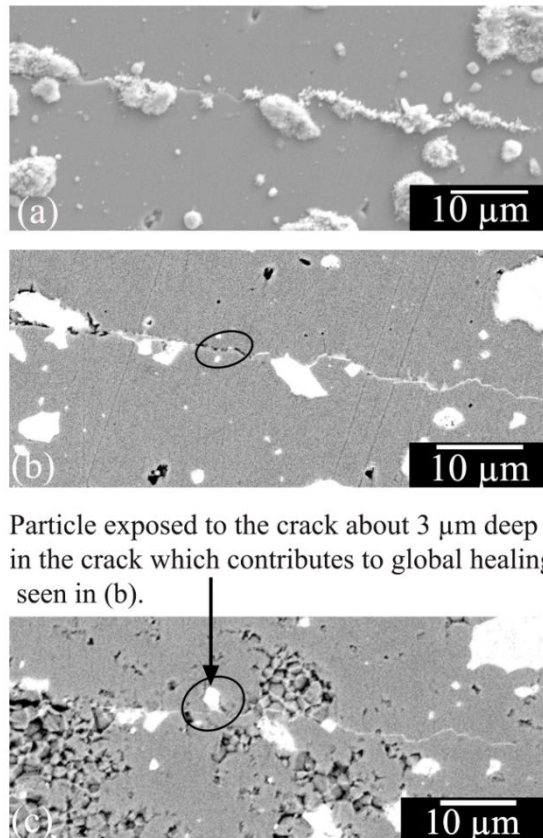 (a)
10 µm
(b)
10 µm
Particle exposed to the crack about 3 µm deep
in the crack which contributes to global healing
seen in (b).
(c)
10 µm